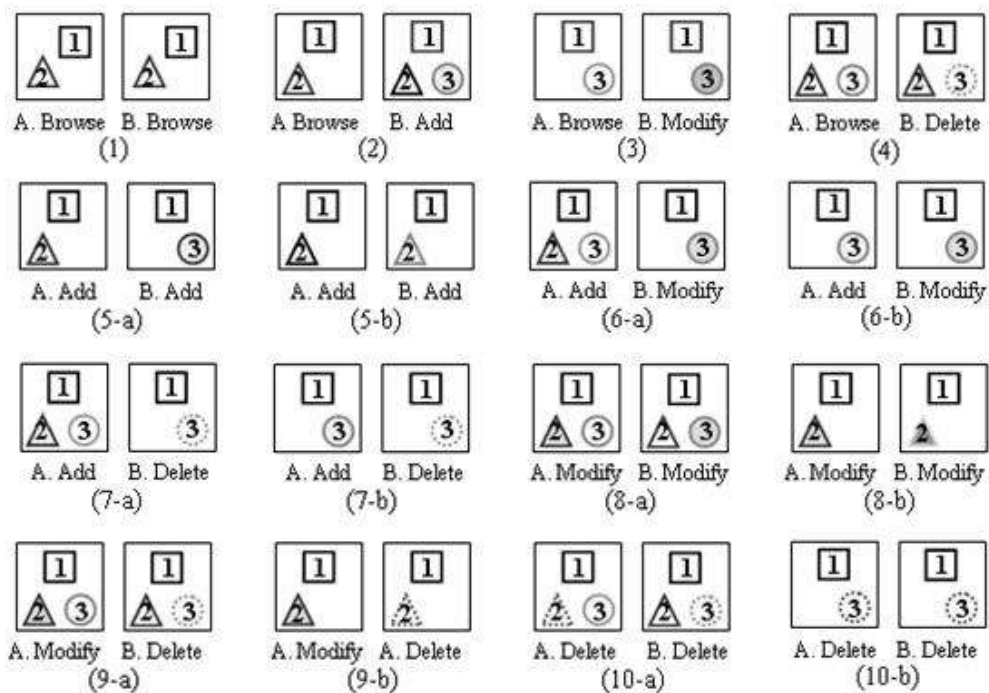 1 1 1 1 1 1 1 1
2 2 2 2 3 3 3 2 3 2 3
A. Browse B. Browse A Browse B. Add A. Browse B. Modify A. Browse B. Delete
(1) (2) (3) (4)
1 1 1 1 1 1 1 1
2 3 2 2 2 3 3 3 3
A. Add B. Add A. Add B. Add A. Add B. Modify A. Add B. Modify
(5-a) (5-b) (6-a) (6-b)
1 1 1 1 1 1 1 1
2 3 3 3 3 2 3 2 3 2 2
A. Add B. Delete A. Add B. Delete A. Modify B. Modify A. Modify B. Modify
(7-a) (7-b) (8-a) (8-b)
1 1 1 1 1 1 1 1
2 3 2 3 2 2 2 3 2 3 3 3
A. Modify B. Delete A. Modify A. Delete A. Delete B. Delete A. Delete B. Delete
(9-a) (9-b) (10-a) (10-b)